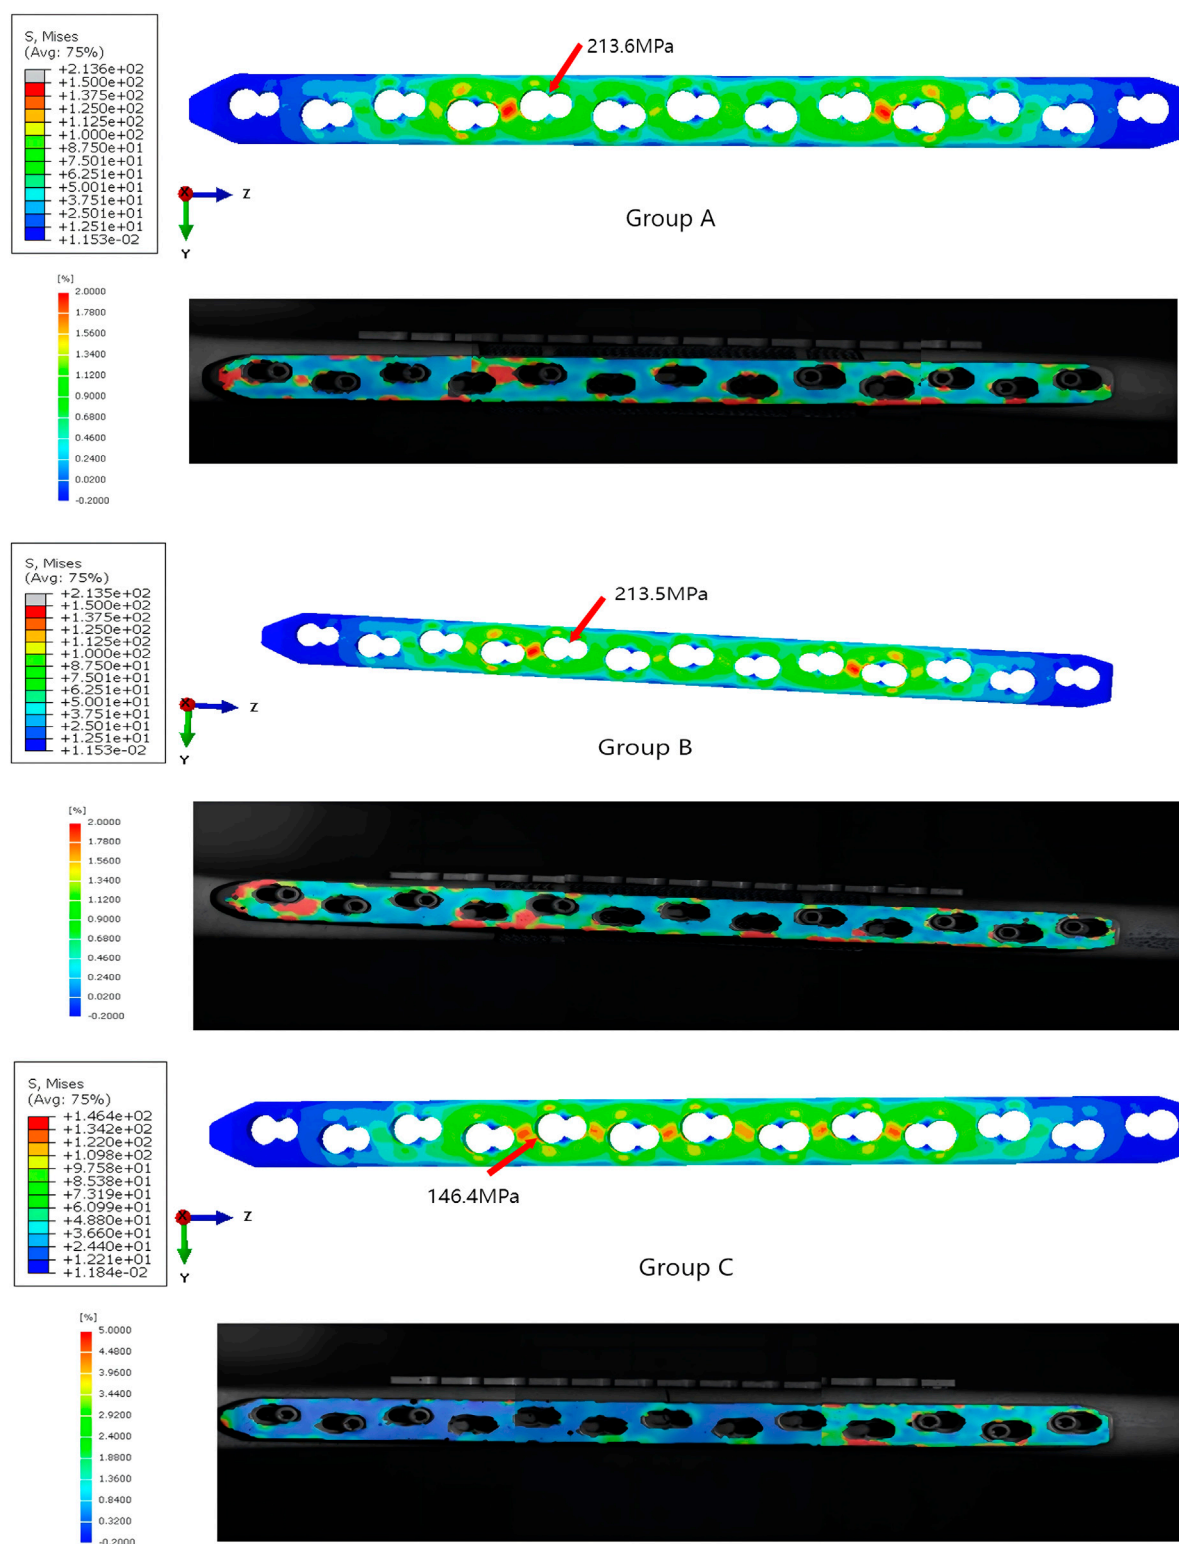 S, Mises
(Avg: 75%)
+2.136e+02
+1.500e+02
+1.375e+02
+1.250e+02
+1.125e+02
+1.000e+02
+8.750e+01
+7.501e+01
+6.251e+01
+5.001e+01
+3.751e+01
+2.501e+01
+1.251e+01
+1.153e-02
213.6MPa
X
Z
Y
Group A
[%]
2.0000
1.7800
1.5600
1.3400
1.1200
0.9000
0.6800
0.4600
0.2400
0.0200
-0.2000
S, Mises
(Avg: 75%)
+2.135e+02
+1.500e+02
+1.375e+02
+1.250e+02
+1.125e+02
+1.000e+02
+8.750e+01
+7.501e+01
+6.251e+01
+5.001e+01
+3.751e+01
+2.501e+01
+1.251e+01
+1.153e-02
213.5MPa
X
Z
Y
Group B
[%]
2.0000
1.7800
1.5600
1.3400
1.1200
0.9000
0.6800
0.4600
0.2400
0.0200
-0.2000
S, Mises
(Avg: 75%)
+1.464e+02
+1.342e+02
+1.220e+02
+1.098e+02
+9.758e+01
+8.538e+01
+7.319e+01
+6.099e+01
+4.880e+01
+3.660e+01
+2.440e+01
+1.221e+01
+1.184e-02
146.4MPa
X
Z
Y
Group C
[%]
5.0000
4.4800
3.9600
3.4400
2.9200
2.4000
1.8800
1.3600
0.8400
0.3200
-0.2000